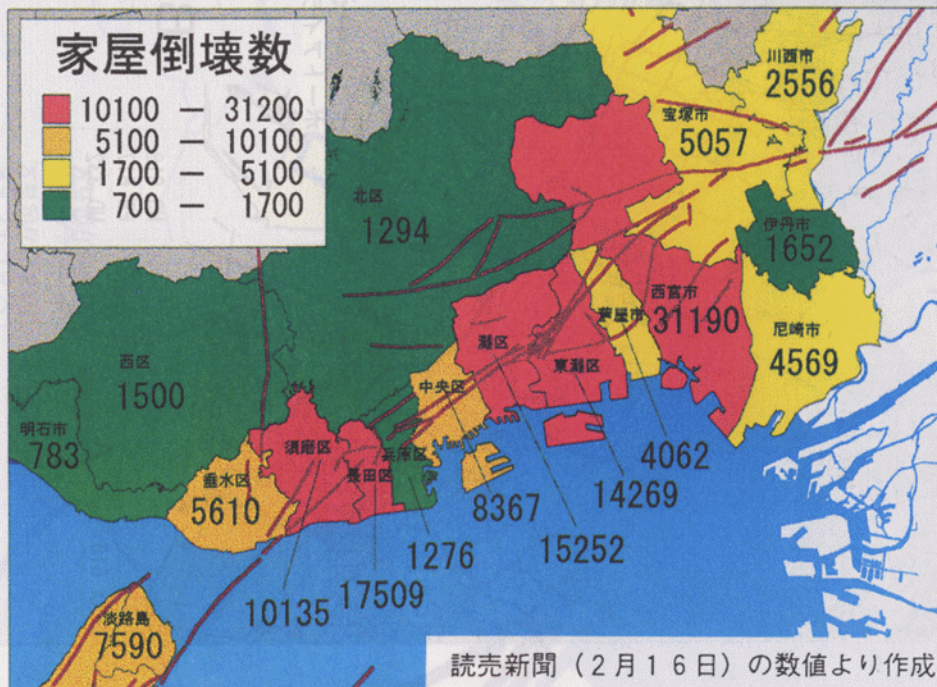 家屋倒壊数
10100 － 31200
5100 － 10100
1700 － 5100
700 － 1700
川西市
2556
宝塚市
5057
北区
1294
伊丹市
1652
西宮市
31190
芦屋市
尼崎市
4569
灘区
東灘区
西区
1500
中央区
明石市
783
須磨区
兵庫区
長田区
垂水区
5610
4062
14269
8367
15252
1276
17509
10135
淡路島
7590
読売新聞（２月１６日）の数値より作成